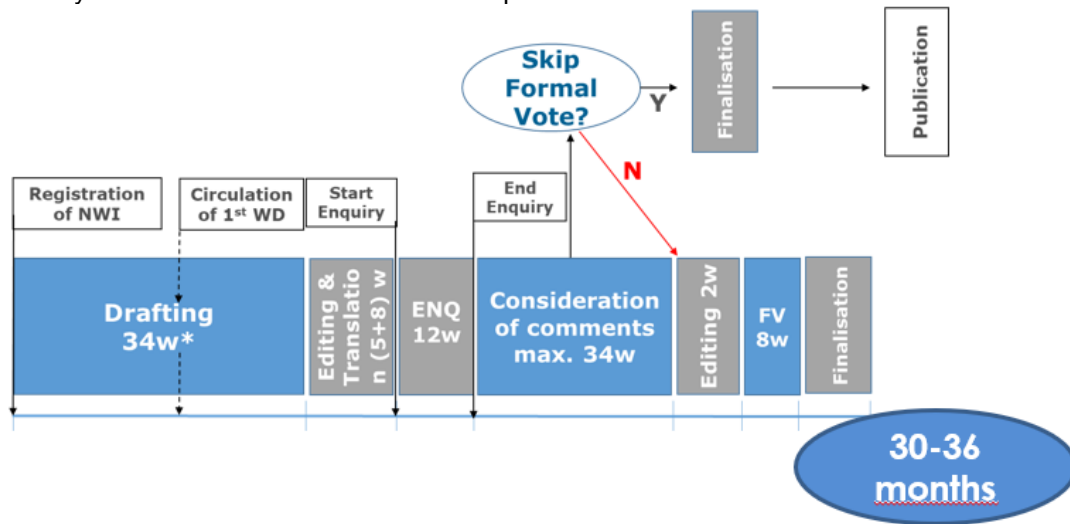 Skip
Formal
Vote?
Y
Finalisation
Publication
N
Registration
of NWI
Circulation
of 1st WD
Start
Enquiry
End
Enquiry
Drafting
34w*
Editing &
Translatio
n (5+8) w
ENQ
12w
Consideration
of comments
max. 34w
Editing 2w
FV
8w
Finalisation
30-36
months